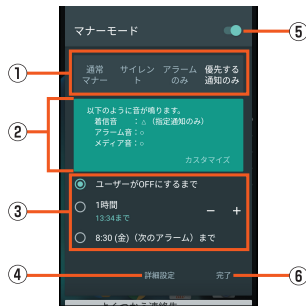 マナーモード
⑤
①
通常 サイレン アラーム 優先する
マナー ト のみ 通知のみ
②
以下のように音が鳴ります。
着信音 ：△（指定通知のみ）
アラーム音：○
メディア音：○
カスタマイズ
③
ユーザーがOFFにするまで
1時間
13:34まで
－ ＋
8:30 (金)（次のアラーム）まで
④
詳細設定 完了
⑥